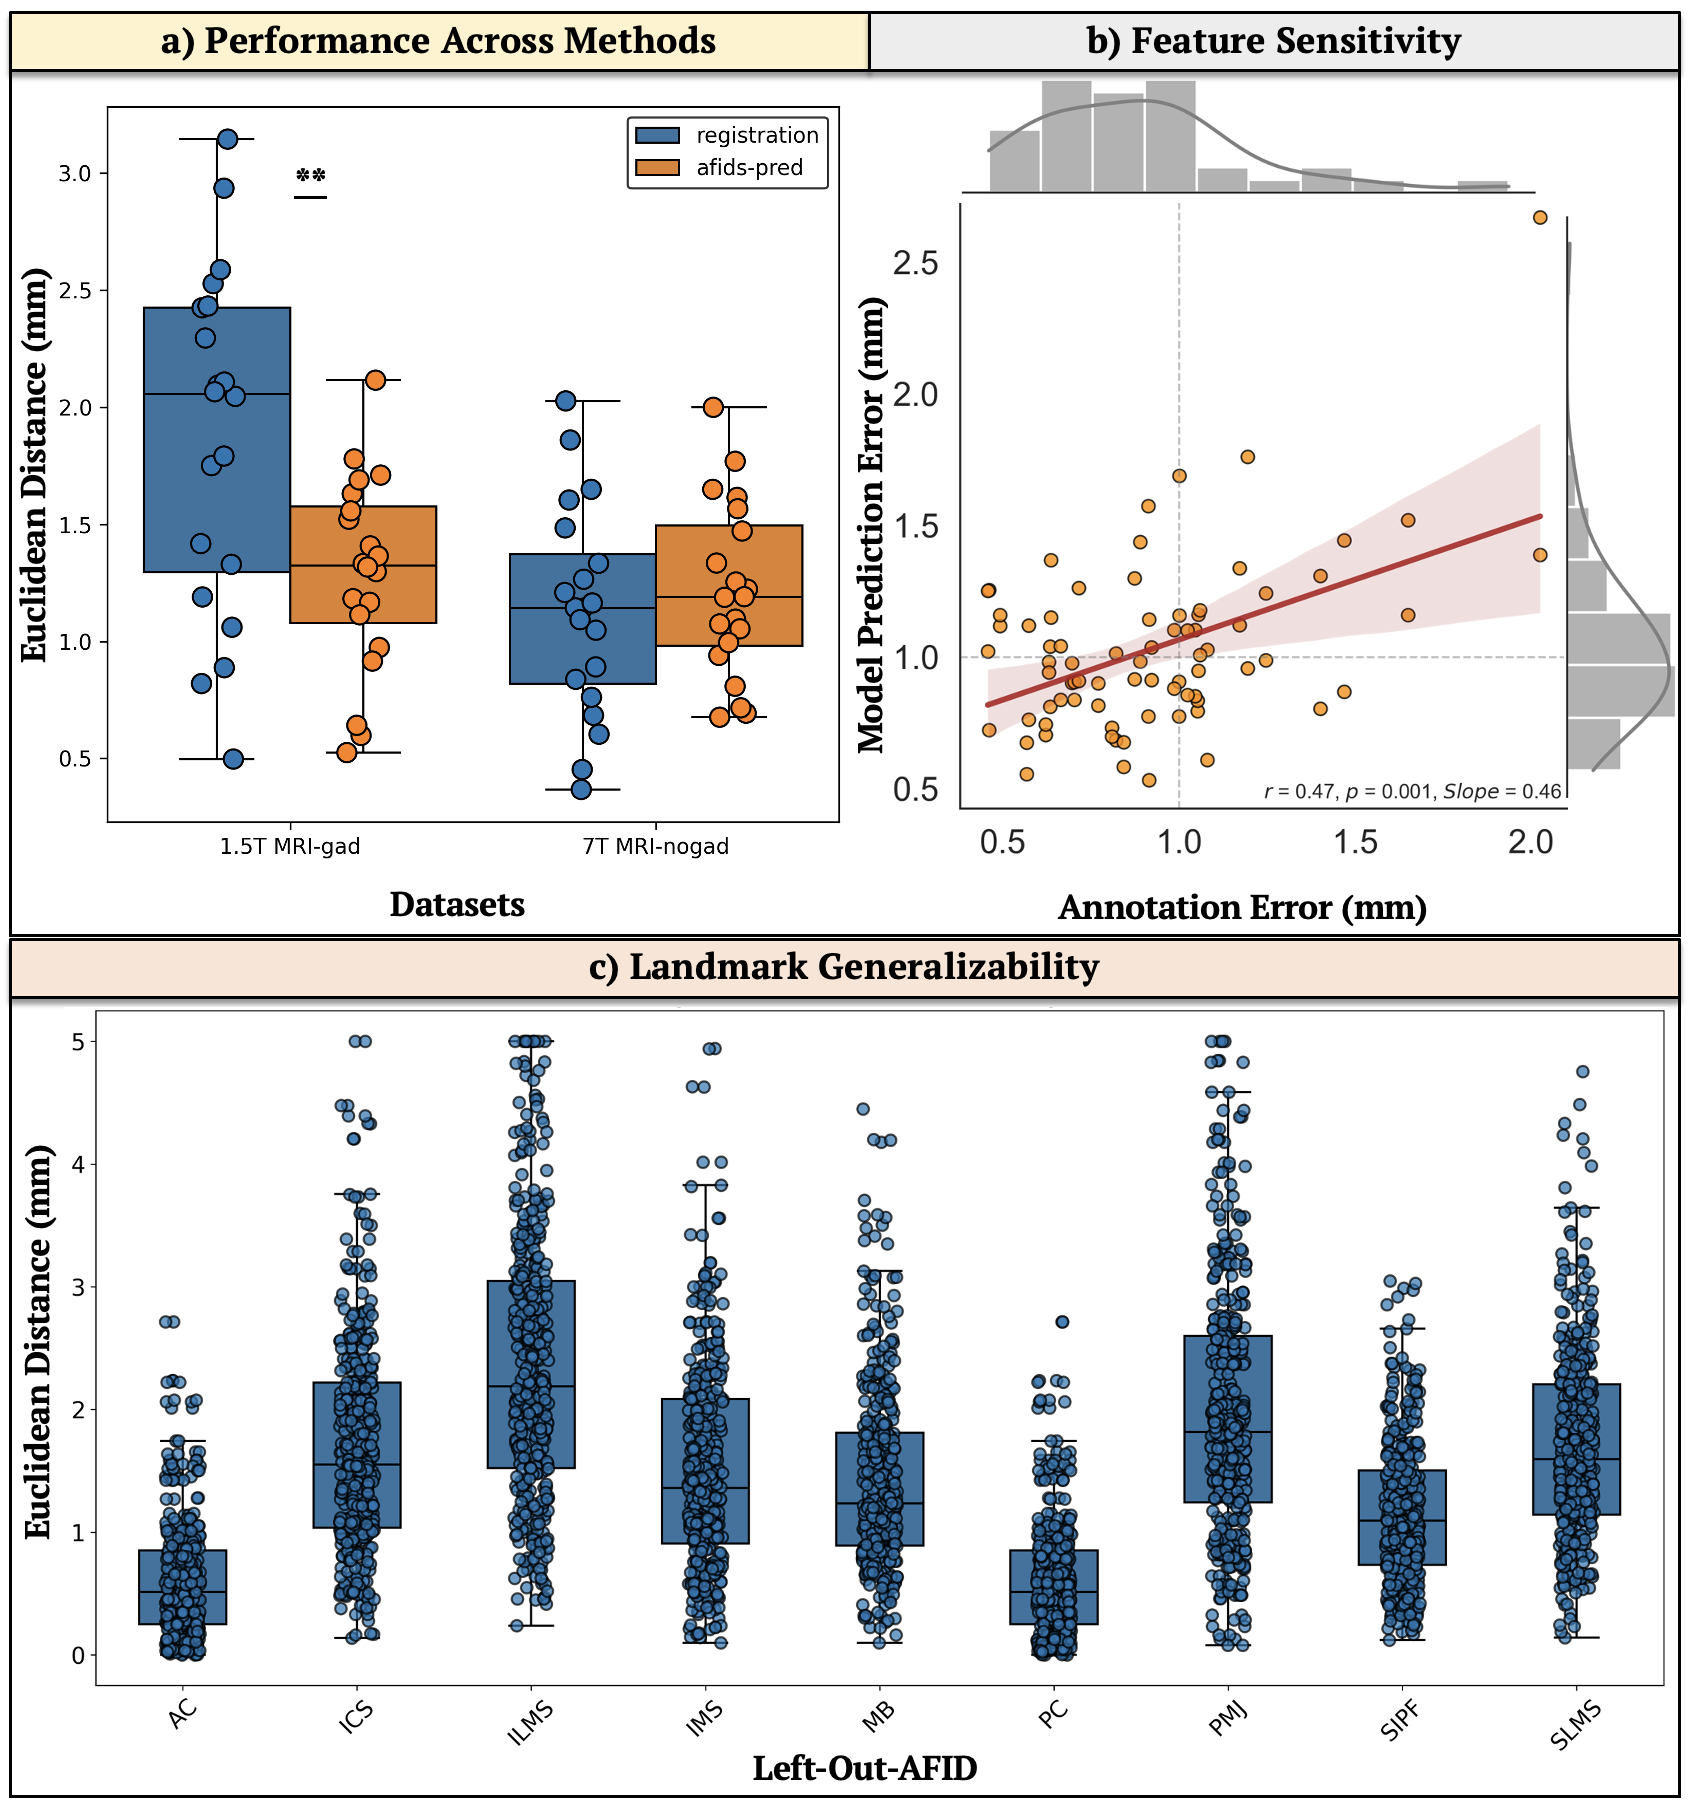 a) Performance Across Methods
b) Feature Sensitivity
registration
afids-pred
**
Euclidean Distance (mm)
3.0
2.5
2.0
1.5
1.0
0.5
1.5T MRI-gad
7T MRI-nogad
Datasets
Model Prediction Error (mm)
2.5
2.0
1.5
1.0
0.5
r = 0.47, p = 0.001, Slope = 0.46
0.5
1.0
1.5
2.0
Annotation Error (mm)
c) Landmark Generalizability
Euclidean Distance (mm)
5
4
3
2
1
0
AC
ICS
ILMS
IMS
MB
PC
PMJ
SIPF
SLMS
Left-Out-AFID